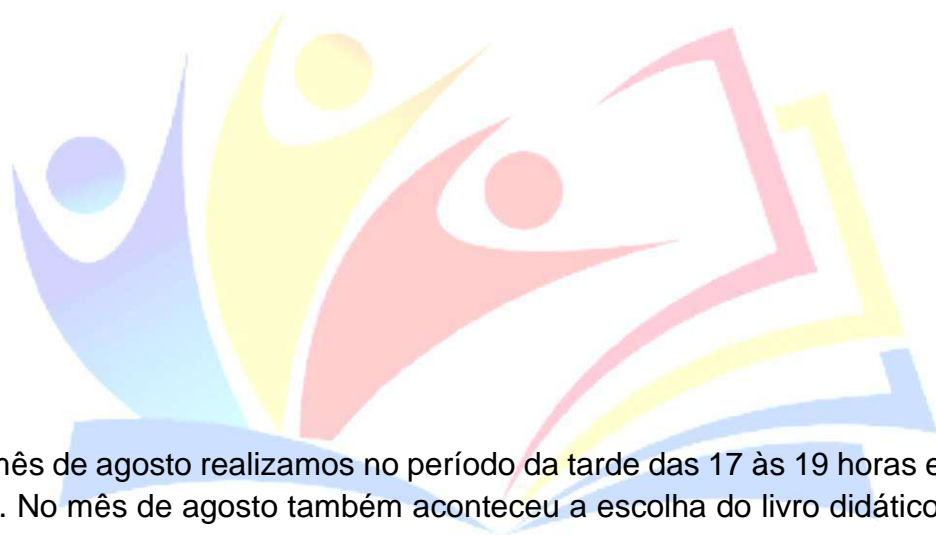 mês de agosto realizamos no período da tarde das 17 às 19 horas e
. No mês de agosto também aconteceu a escolha do livro didático